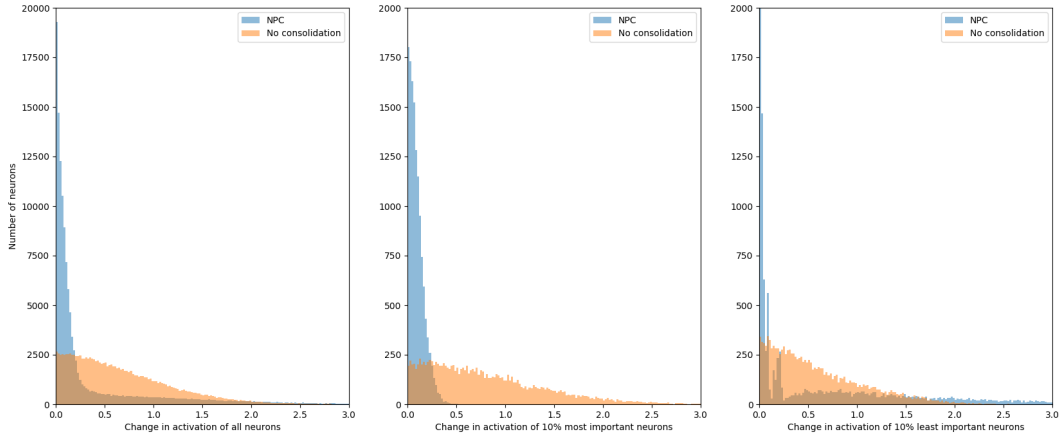 20000
17500
15000
12500
10000
7500
5000
2500
0
Number of neurons
NPC
No consolidation
0.0 0.5 1.0 1.5 2.0 2.5 3.0
Change in activation of all neurons
2000
1750
1500
1250
1000
750
500
250
0
NPC
No consolidation
0.0 0.5 1.0 1.5 2.0 2.5 3.0
Change of activation of 10% most important neurons
2000
1750
1500
1250
1000
750
500
250
0
NPC
No consolidation
0.0 0.5 1.0 1.5 2.0 2.5 3.0
Change in activation of 10% least important neurons